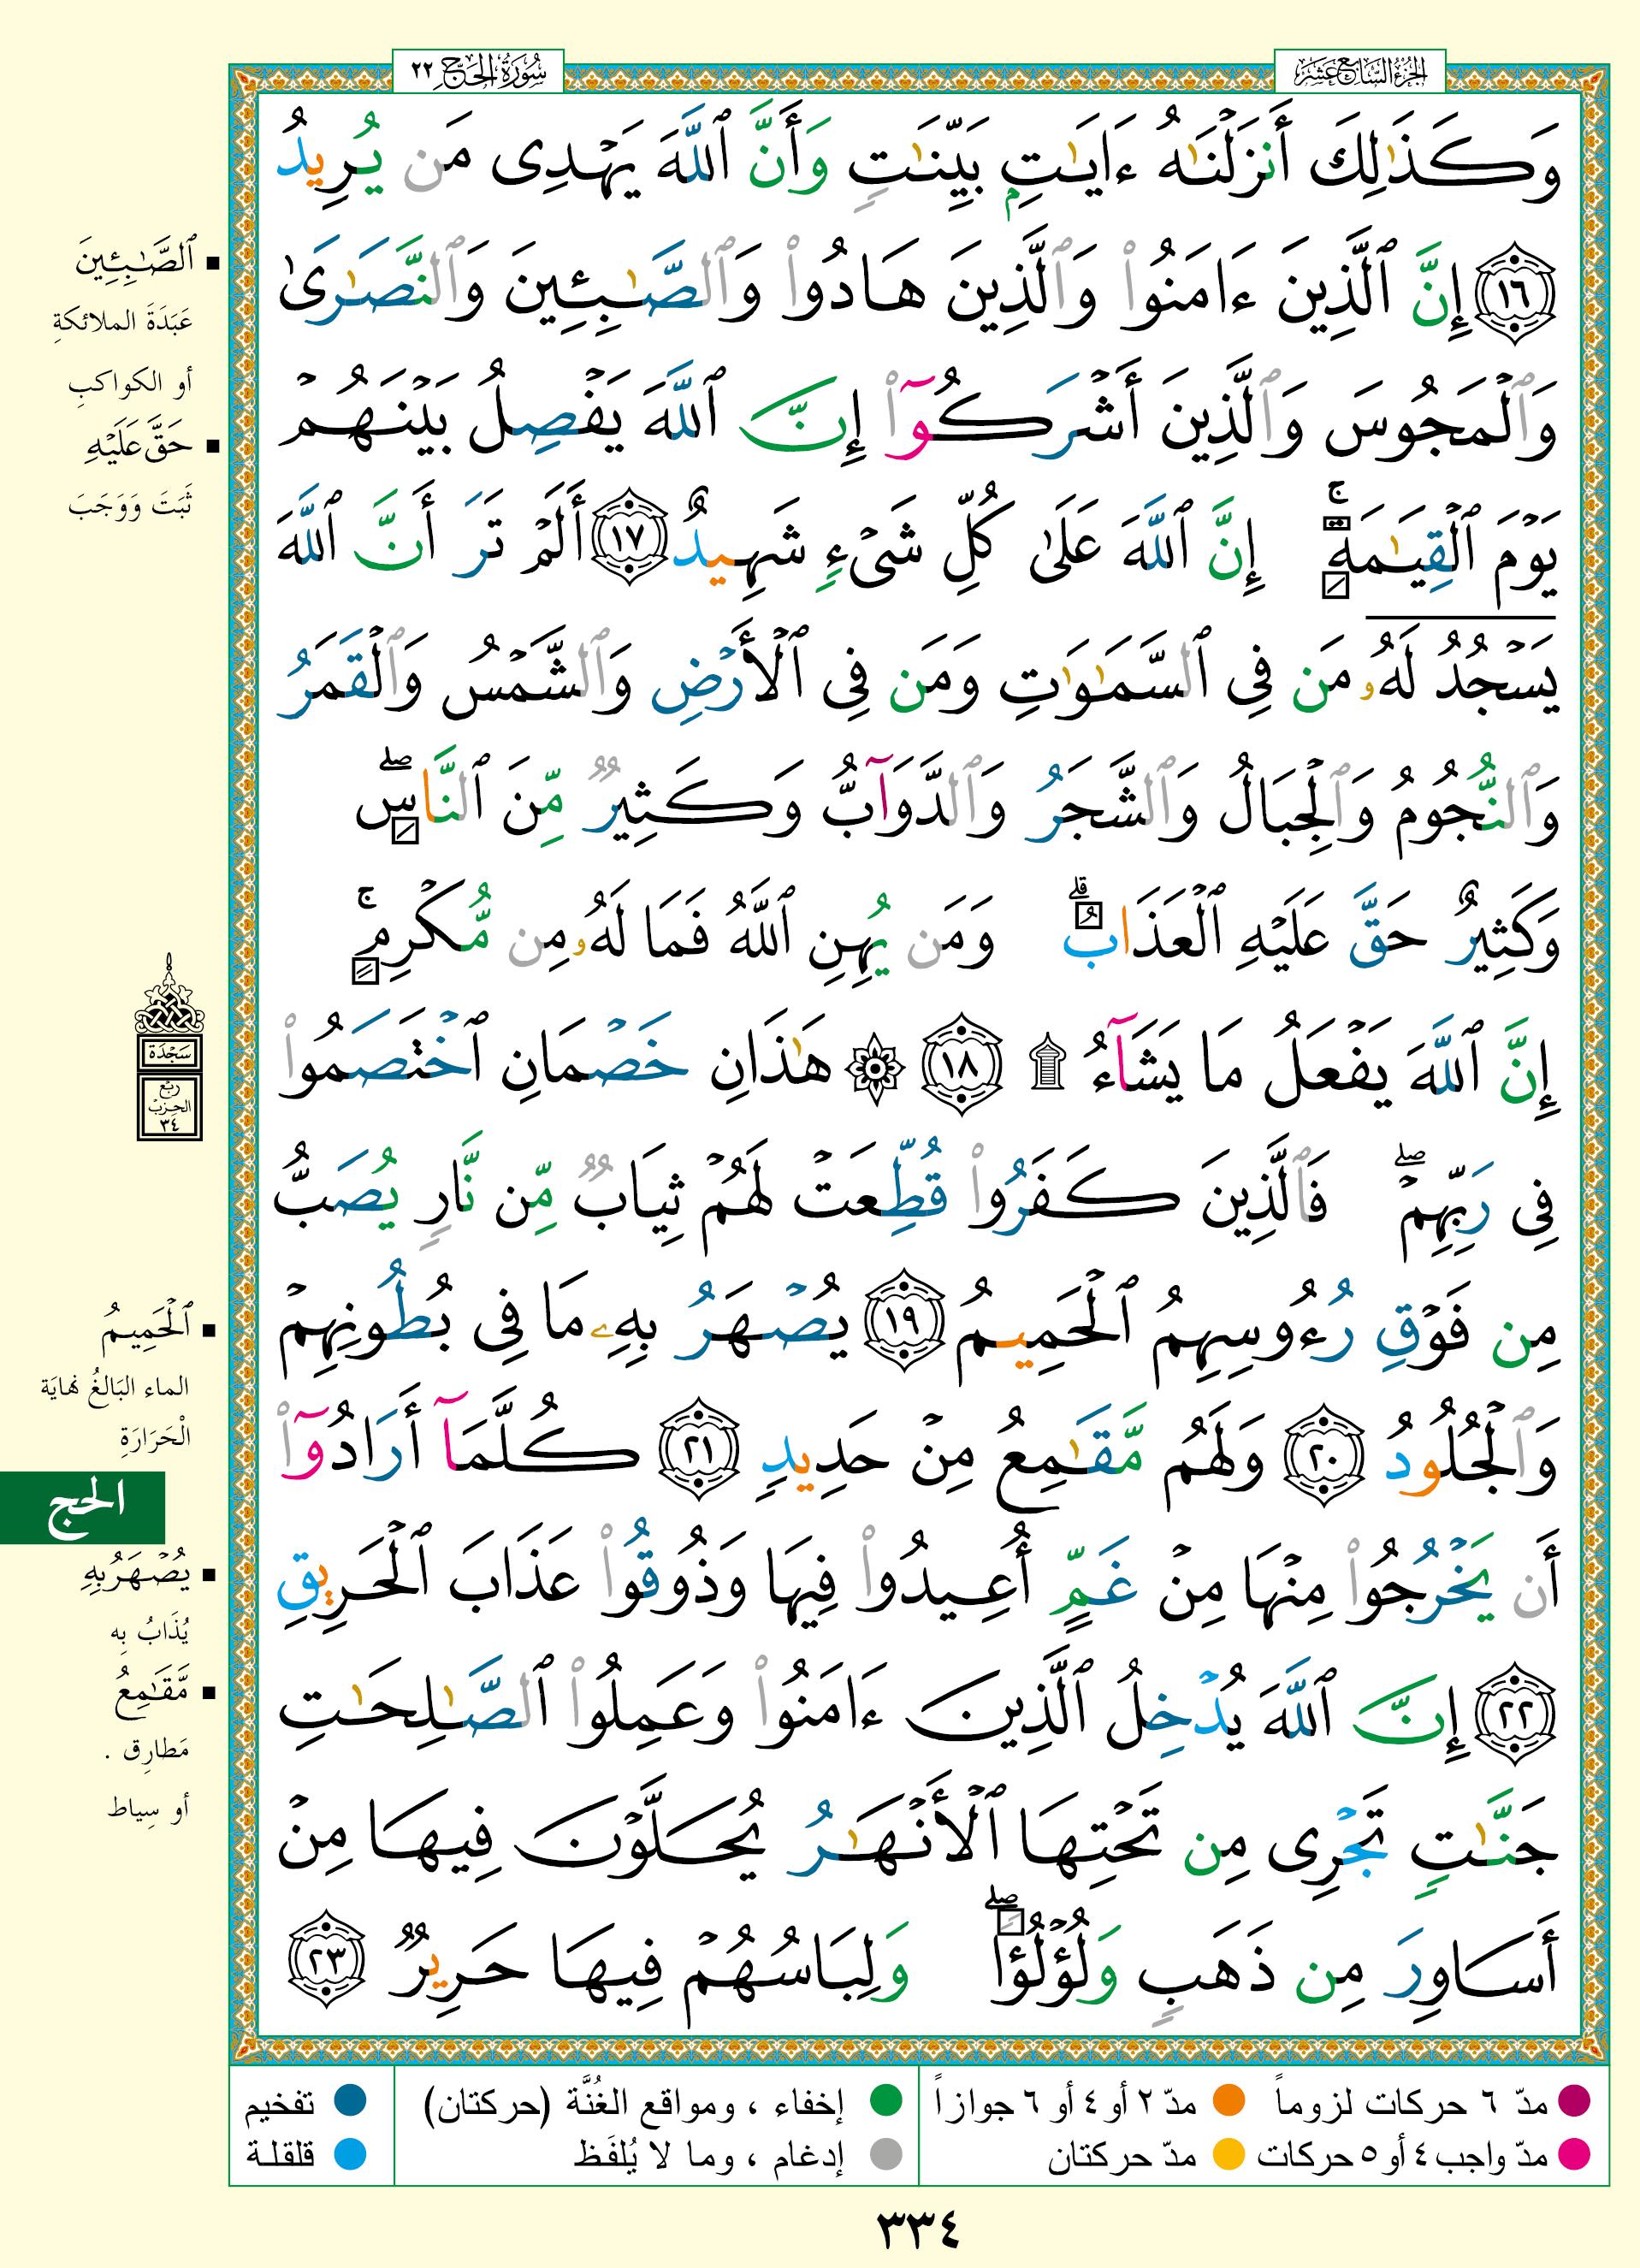 الجزء السابع عشر
سُورَةُ الحَجّ ٢٢
وَكَذَٰلِكَ أَنزَلْنَٰهُ ءَايَٰتٍۭ بَيِّنَٰتٍ وَأَنَّ ٱللَّهَ يَهْدِى مَن يُرِيدُ
١٦ إِنَّ ٱلَّذِينَ ءَامَنُوا۟ وَٱلَّذِينَ هَادُوا۟ وَٱلصَّٰبِـِٔينَ وَٱلنَّصَٰرَىٰ
وَٱلْمَجُوسَ وَٱلَّذِينَ أَشْرَكُوٓا۟ إِنَّ ٱللَّهَ يَفْصِلُ بَيْنَهُمْ
يَوْمَ ٱلْقِيَٰمَةِ ۚ إِنَّ ٱللَّهَ عَلَىٰ كُلِّ شَىْءٍ شَهِيدٌ ١٧ أَلَمْ تَرَ أَنَّ ٱللَّهَ
يَسْجُدُ لَهُۥ مَن فِى ٱلسَّمَٰوَٰتِ وَمَن فِى ٱلْأَرْضِ وَٱلشَّمْسُ وَٱلْقَمَرُ
وَٱلنُّجُومُ وَٱلْجِبَالُ وَٱلشَّجَرُ وَٱلدَّوَآبُّ وَكَثِيرٌ مِّنَ ٱلنَّاسِ ۖ
وَكَثِيرٌ حَقَّ عَلَيْهِ ٱلْعَذَابُ ۗ وَمَن يُهِنِ ٱللَّهُ فَمَا لَهُۥ مِن مُّكْرِمٍ ۚ
إِنَّ ٱللَّهَ يَفْعَلُ مَا يَشَآءُ ۩ ١٨ ۞ هَٰذَانِ خَصْمَانِ ٱخْتَصَمُوا۟
فِى رَبِّهِمْ ۖ فَٱلَّذِينَ كَفَرُوا۟ قُطِّعَتْ لَهُمْ ثِيَابٌ مِّن نَّارٍ يُصَبُّ
مِن فَوْقِ رُءُوسِهِمُ ٱلْحَمِيمُ ١٩ يُصْهَرُ بِهِۦ مَا فِى بُطُونِهِمْ
وَٱلْجُلُودُ ٢٠ وَلَهُم مَّقَٰمِعُ مِنْ حَدِيدٍ ٢١ كُلَّمَآ أَرَادُوٓا۟
أَن يَخْرُجُوا۟ مِنْهَا مِنْ غَمٍّ أُعِيدُوا۟ فِيهَا وَذُوقُوا۟ عَذَابَ ٱلْحَرِيقِ
٢٢ إِنَّ ٱللَّهَ يُدْخِلُ ٱلَّذِينَ ءَامَنُوا۟ وَعَمِلُوا۟ ٱلصَّٰلِحَٰتِ
جَنَّٰتٍ تَجْرِى مِن تَحْتِهَا ٱلْأَنْهَٰرُ يُحَلَّوْنَ فِيهَا مِنْ
أَسَاوِرَ مِن ذَهَبٍ وَلُؤْلُؤًا ۖ وَلِبَاسُهُمْ فِيهَا حَرِيرٌ ٢٣
▪ ٱلصَّٰبِـِٔينَ
عَبَدَةَ الملائكةِ
أو الكواكبِ
▪ حَقَّ عَلَيْهِ
ثَبَتَ وَوَجَبَ
سَجْدَة
ربع
الحزب
٣٤
▪ ٱلْحَمِيمُ
الماء البَالغُ نهايَة
الْحَرَارَةِ
الحج
▪ يُصْهَرُ بِهِ
يُذَابُ بِه
▪ مَّقَٰمِعُ
مَطارِق .
أو سِياط
● مدّ ٦ حركات لزوماً ● مدّ ٢ أو ٤ أو ٦ جوازاً ● إخفاء ، ومواقع الغُنَّة (حركتان) ● تفخيم
● مدّ واجب ٤ أو ٥ حركات ● مدّ حركتان ● إدغام ، وما لا يُلفَظ ● قلقلة
٣٣٤